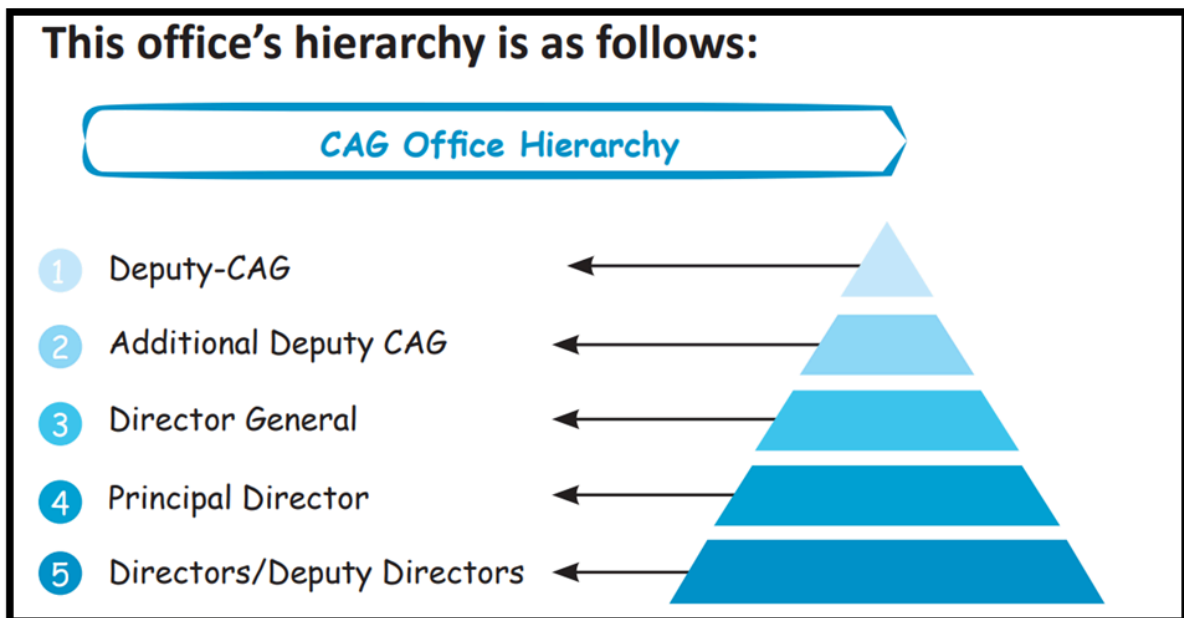 This office's hierarchy is as follows:
CAG Office Hierarchy
1 Deputy-CAG
2 Additional Deputy CAG
3 Director General
4 Principal Director
5 Directors/Deputy Directors